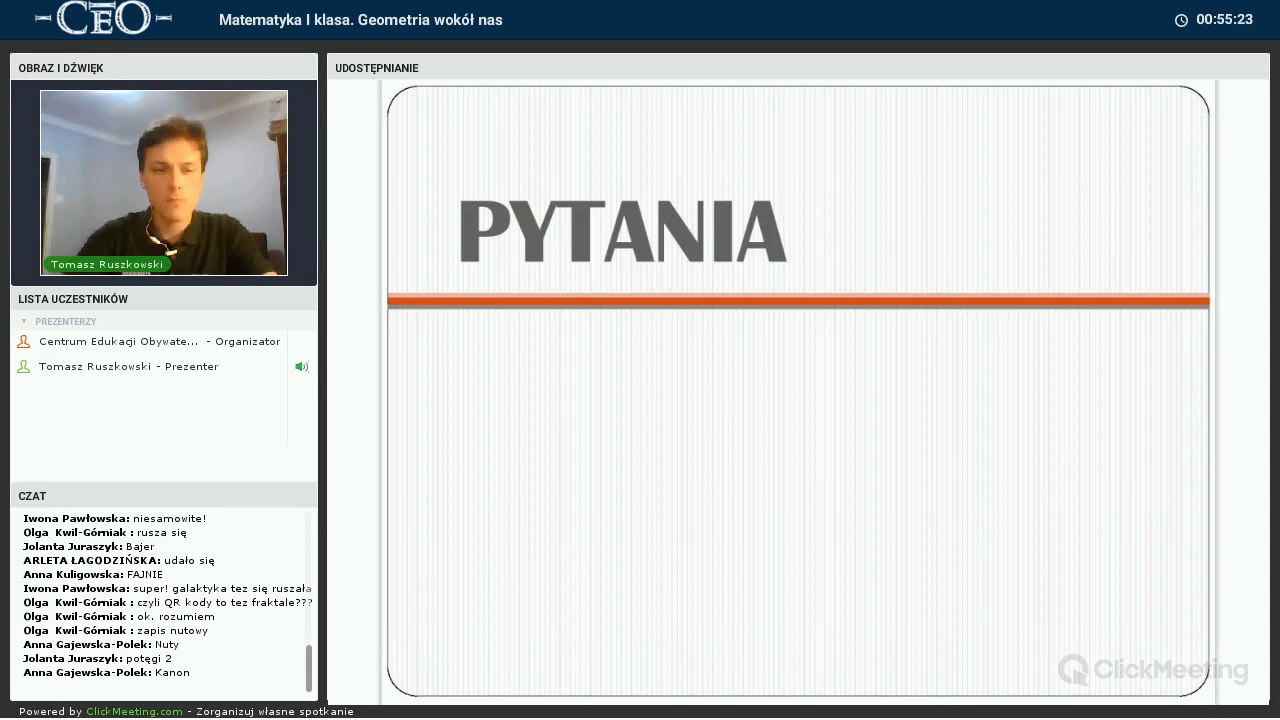 CEO
Matematyka I klasa. Geometria wokół nas
00:55:23
OBRAZ I DŹWIĘK
Tomasz Ruszkowski
LISTA UCZESTNIKÓW
PREZENTERZY
Centrum Edukacji Obywate... - Organizator
Tomasz Ruszkowski - Prezenter
CZAT
Iwona Pawłowska: niesamowite!
Olga Kwil-Górniak : rusza się
Jolanta Juraszyk: Bajer
ARLETA ŁAGODZIŃSKA: udało się
Anna Kuligowska: FAJNIE
Iwona Pawłowska: super! galaktyka tez się ruszała
Olga Kwil-Górniak : czyli QR kody to tez fraktale???
Olga Kwil-Górniak : ok. rozumiem
Olga Kwil-Górniak : zapis nutowy
Anna Gajewska-Polek: Nuty
Jolanta Juraszyk: potęgi 2
Anna Gajewska-Polek: Kanon
Powered by ClickMeeting.com - Zorganizuj własne spotkanie
UDOSTĘPNIANIE
PYTANIA
ClickMeeting